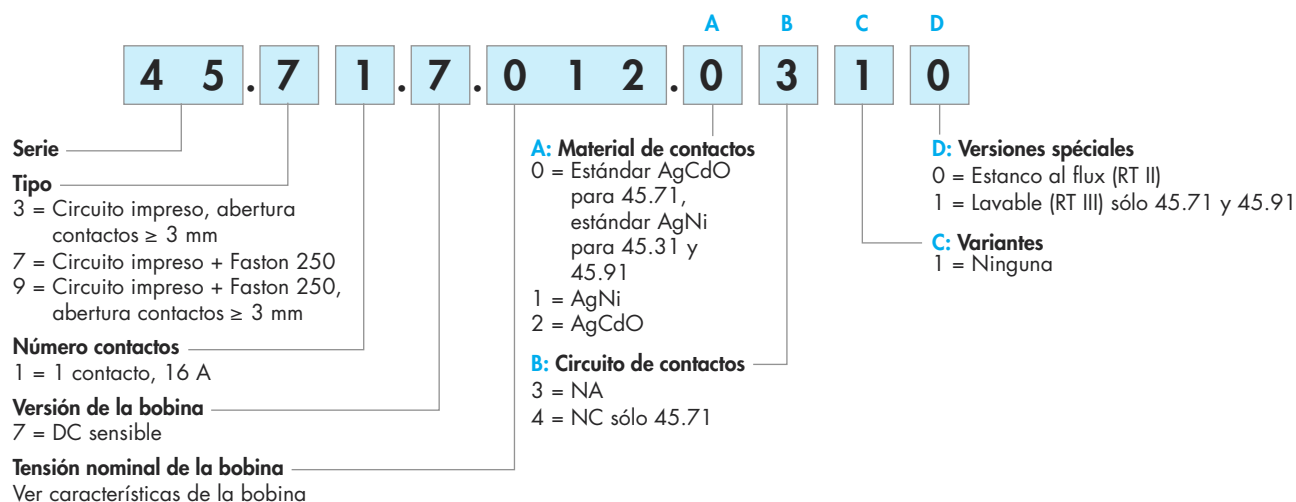 A B C D
4 5 . 7 1 . 7 . 0 1 2 . 0 3 1 0
Serie
Tipo
3 = Circuito impreso, abertura
contactos ≥ 3 mm
7 = Circuito impreso + Faston 250
9 = Circuito impreso + Faston 250,
abertura contactos ≥ 3 mm
Número contactos
1 = 1 contacto, 16 A
Versión de la bobina
7 = DC sensible
Tensión nominal de la bobina
Ver características de la bobina
A: Material de contactos
0 = Estándar AgCdO
para 45.71,
estándar AgNi
para 45.31 y
45.91
1 = AgNi
2 = AgCdO
B: Circuito de contactos
3 = NA
4 = NC sólo 45.71
D: Versiones spéciales
0 = Estanco al flux (RT II)
1 = Lavable (RT III) sólo 45.71 y 45.91
C: Variantes
1 = Ninguna